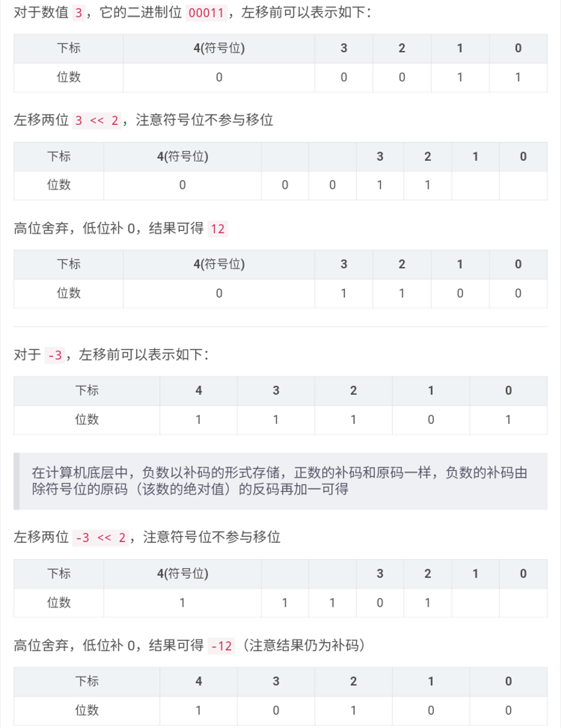 对于数值 3，它的二进制位 00011，左移前可以表示如下：
下标 4(符号位) 3 2 1 0
位数 0 0 0 1 1
左移两位 3 << 2，注意符号位不参与移位
下标 4(符号位) 3 2 1 0
位数 0 0 0 1 1
高位舍弃，低位补 0，结果可得 12
下标 4(符号位) 3 2 1 0
位数 0 1 1 0 0
对于 -3，左移前可以表示如下：
下标 4 3 2 1 0
位数 1 1 1 0 1
在计算机底层中，负数以补码的形式存储，正数的补码和原码一样，负数的补码由
除符号位的原码（该数的绝对值）的反码再加一可得
左移两位 -3 << 2，注意符号位不参与移位
下标 4(符号位) 3 2 1 0
位数 1 1 1 0 1
高位舍弃，低位补 0，结果可得 -12（注意结果仍为补码）
下标 4 3 2 1 0
位数 1 0 1 0 0